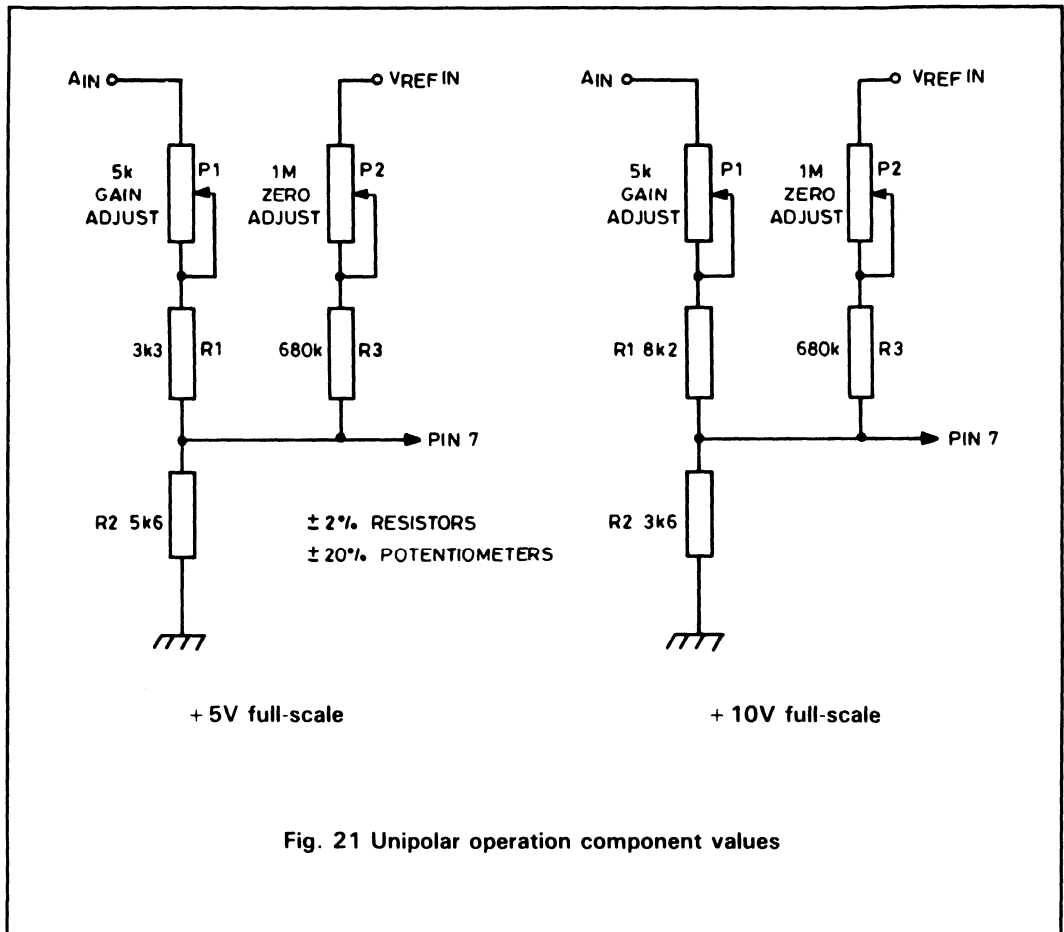 AIN
VREF IN
5k
GAIN
ADJUST
P1
1M
ZERO
ADJUST
P2
3k3
R1
680k
R3
PIN 7
R2 5k6
± 2% RESISTORS
± 20% POTENTIOMETERS
+ 5V full-scale
AIN
VREF IN
5k
GAIN
ADJUST
P1
1M
ZERO
ADJUST
P2
R1 8k2
680k
R3
PIN 7
R2 3k6
+ 10V full-scale
Fig. 21 Unipolar operation component values